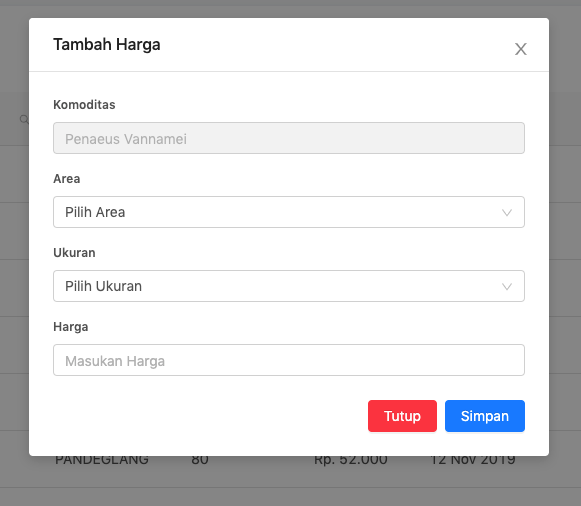 Tambah Harga
Komoditas
Penaeus Vannamei
Area
Pilih Area
Ukuran
Pilih Ukuran
Harga
Masukan Harga
Tutup Simpan
PANDEGLANG 80 Rp. 52.000 12 Nov 2019